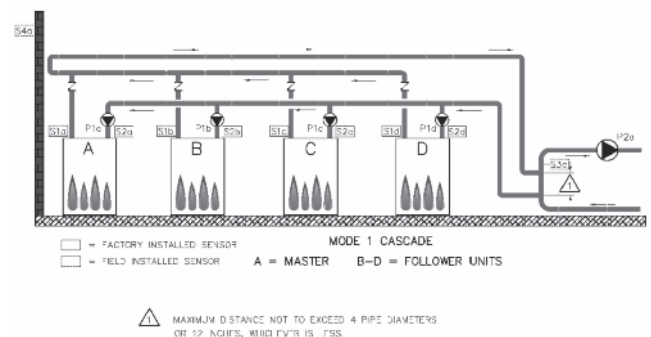 S4a
P1a
P1b
P1c
P1d
P2a
S1a
S2a
S1b
S2b
S1c
S2c
S1d
S2d
S3a
A
B
C
D
1
= FACTORY INSTALLED SENSOR
= FIELD INSTALLED SENSOR
MODE 1 CASCADE
A = MASTER B-D = FOLLOWER UNITS
1
MAXIMUM DISTANCE NOT TO EXCEED 4 PIPE DIAMETERS
OR 12 INCHES, WHICHEVER IS LESS.